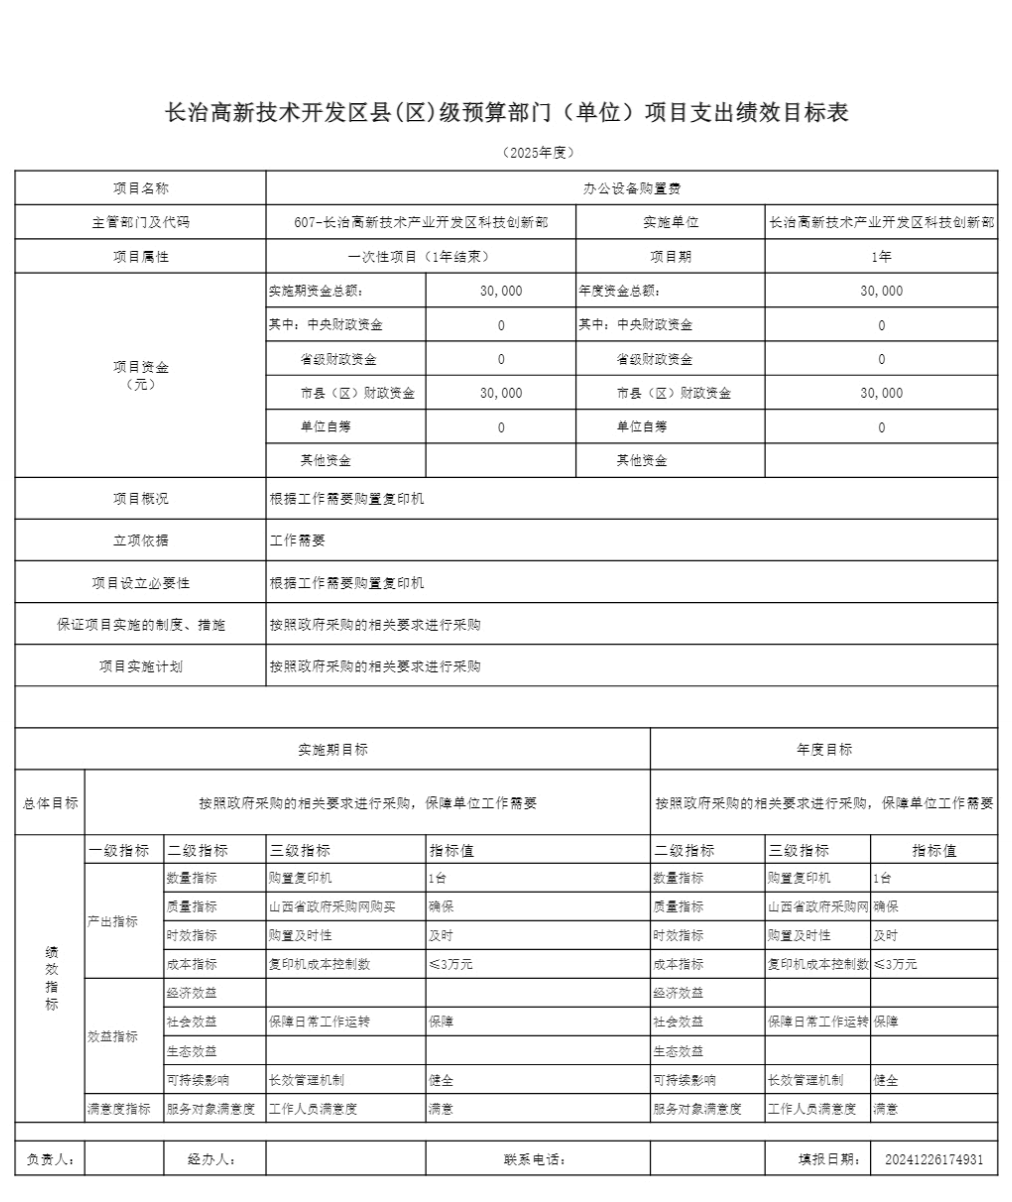 长治高新技术开发区县(区)级预算部门（单位）项目支出绩效目标表
（2025年度）
项目名称 办公设备购置费
主管部门及代码 607-长治高新技术产业开发区科技创新部 实施单位 长治高新技术产业开发区科技创新部
项目属性 一次性项目（1年结束） 项目期 1年
项目资金
（元）
实施期资金总额： 30,000 年度资金总额： 30,000
其中：中央财政资金 0 其中：中央财政资金 0
省级财政资金 0 省级财政资金 0
市县（区）财政资金 30,000 市县（区）财政资金 30,000
单位自筹 0 单位自筹 0
其他资金 其他资金
项目概况 根据工作需要购置复印机
立项依据 工作需要
项目设立必要性 根据工作需要购置复印机
保证项目实施的制度、措施 按照政府采购的相关要求进行采购
项目实施计划 按照政府采购的相关要求进行采购
实施期目标 年度目标
总体目标 按照政府采购的相关要求进行采购，保障单位工作需要 按照政府采购的相关要求进行采购，保障单位工作需要
绩效指标
一级指标 二级指标 三级指标 指标值 二级指标 三级指标 指标值
产出指标
数量指标 购置复印机 1台 数量指标 购置复印机 1台
质量指标 山西省政府采购网购买 确保 质量指标 山西省政府采购网 确保
时效指标 购置及时性 及时 时效指标 购置及时性 及时
成本指标 复印机成本控制数 ≤3万元 成本指标 复印机成本控制数 ≤3万元
效益指标
经济效益 经济效益
社会效益 保障日常工作运转 保障 社会效益 保障日常工作运转 保障
生态效益 生态效益
可持续影响 长效管理机制 健全 可持续影响 长效管理机制 健全
满意度指标 服务对象满意度 工作人员满意度 满意 服务对象满意度 工作人员满意度 满意
负责人： 经办人： 联系电话： 填报日期： 20241226174931